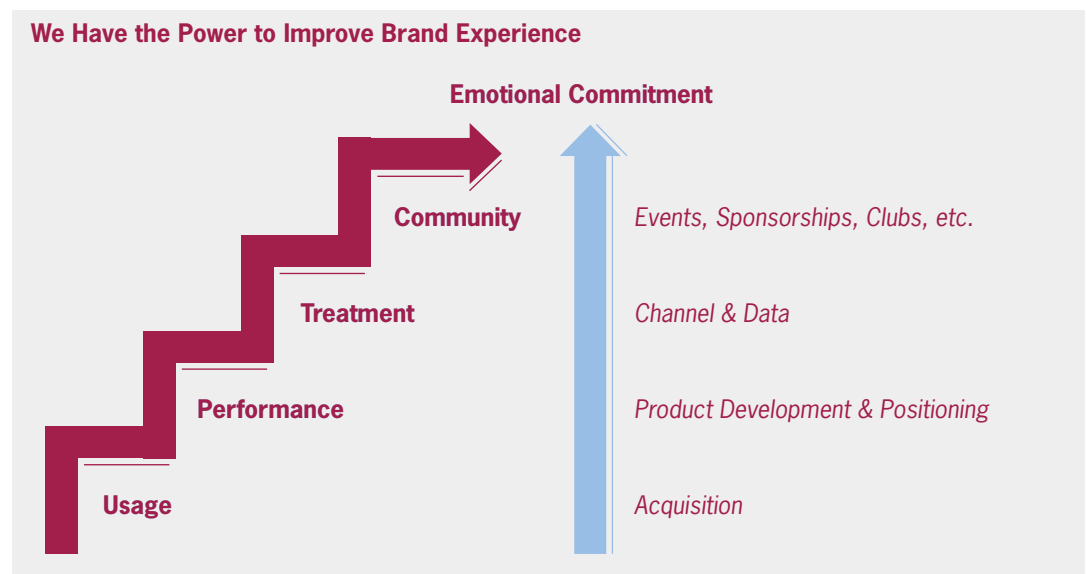 We Have the Power to Improve Brand Experience
Emotional Commitment
Community
Events, Sponsorships, Clubs, etc.
Treatment
Channel & Data
Performance
Product Development & Positioning
Usage
Acquisition